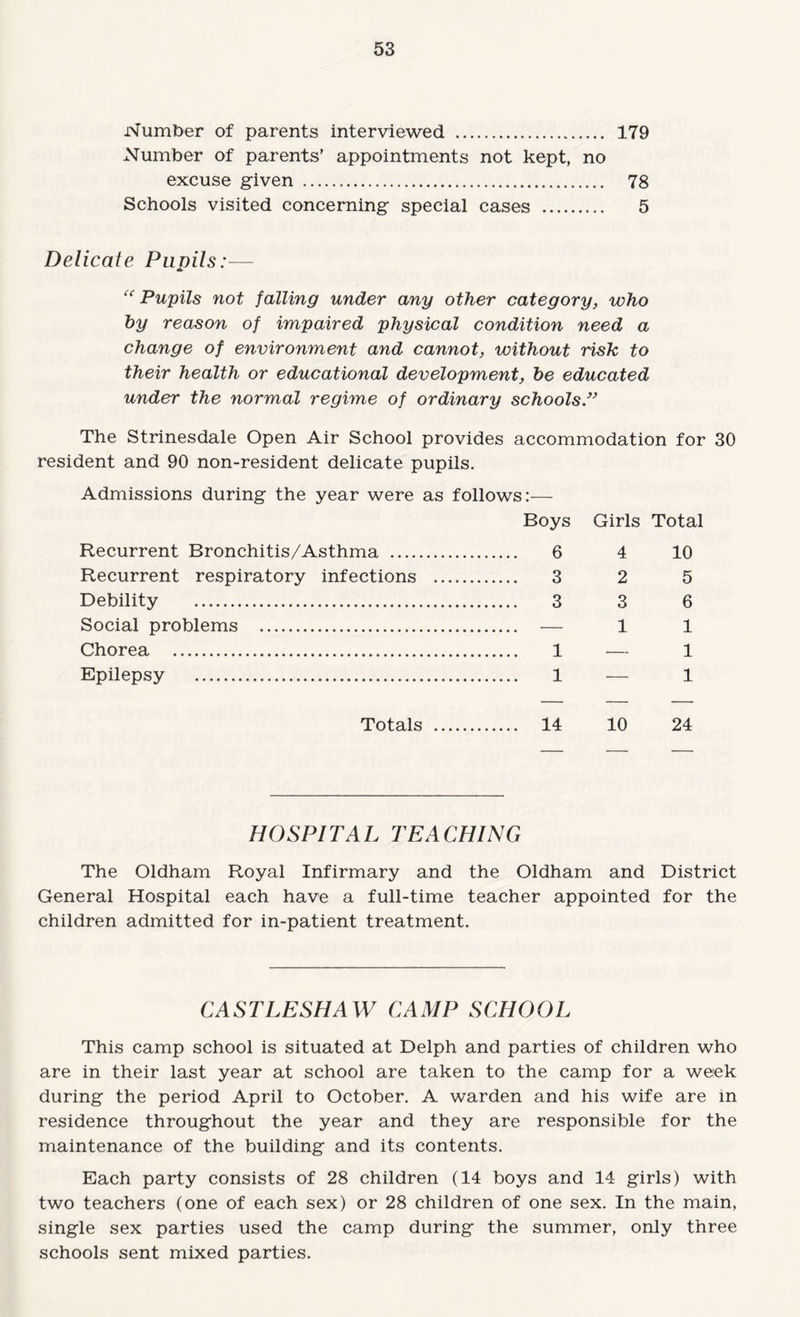 53
Number of parents interviewed ........................ 179
Number of parents' appointments not kept, no
excuse given .................................................... 78
Schools visited concerning special cases ......... 5
Delicate Pupils:—
“ Pupils not falling under any other category, who
by reason of impaired physical condition need a
change of environment and cannot, without risk to
their health or educational development, be educated
under the normal regime of ordinary schools.”
The Strinesdale Open Air School provides accommodation for 30
resident and 90 non-resident delicate pupils.
Admissions during the year were as follows:—
Boys Girls Total
Recurrent Bronchitis/Asthma ................... 6 4 10
Recurrent respiratory infections ............ 3 2 5
Debility .................................................... 3 3 6
Social problems ........................................ — 1 1
Chorea ...................................................... 1 — 1
Epilepsy .................................................... 1 — 1
Totals ............ 14 10 24
HOSPITAL TEACHING
The Oldham Royal Infirmary and the Oldham and District
General Hospital each have a full-time teacher appointed for the
children admitted for in-patient treatment.
CASTLESHAW CAMP SCHOOL
This camp school is situated at Delph and parties of children who
are in their last year at school are taken to the camp for a week
during the period April to October. A warden and his wife are in
residence throughout the year and they are responsible for the
maintenance of the building and its contents.
Each party consists of 28 children (14 boys and 14 girls) with
two teachers (one of each sex) or 28 children of one sex. In the main,
single sex parties used the camp during the summer, only three
schools sent mixed parties.